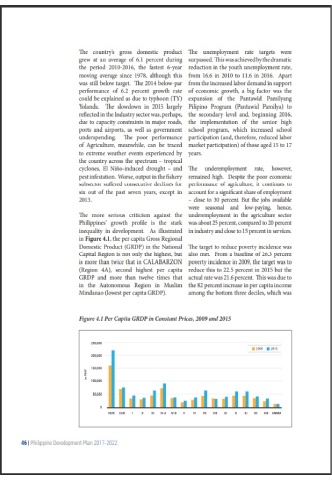 The country's gross domestic product
grew at an average of 6.1 percent during
the period 2010-2016, the fastest 6-year
moving average since 1978, although this
was still below target. The 2014 below-par
performance of 6.2 percent growth rate
could be explained as due to typhoon (TY)
Yolanda. The slowdown in 2015 largely
reflected in the Industry sector was, perhaps,
due to capacity constraints in major roads,
ports and airports, as well as government
underspending. The poor performance
of Agriculture, meanwhile, can be traced
to extreme weather events experienced by
the country across the spectrum – tropical
cyclones, El Niño-induced drought – and
pest infestation. Worse, output in the fishery
subsector suffered consecutive declines for
six out of the past seven years, except in
2013.
The more serious criticism against the
Philippines' growth profile is the stark
inequality in development. As illustrated
in Figure 4.1, the per capita Gross Regional
Domestic Product (GRDP) in the National
Capital Region is not only the highest, but
is more than twice that in CALABARZON
(Region 4A), second highest per capita
GRDP and more than twelve times that
in the Autonomous Region in Muslim
Mindanao (lowest per capita GRDP).
The unemployment rate targets were
surpassed. This was achieved by the dramatic
reduction in the youth unemployment rate,
from 16.6 in 2010 to 11.6 in 2016. Apart
from the increased labor demand in support
of economic growth, a big factor was the
expansion of the Pantawid Pamilyang
Pilipino Program (Pantawid Pamilya) to
the secondary level and, beginning 2016,
the implementation of the senior high
school program, which increased school
participation (and, therefore, reduced labor
market participation) of those aged 15 to 17
years.
The underemployment rate, however,
remained high. Despite the poor economic
performance of agriculture, it continues to
account for a significant share of employment
– close to 30 percent. But the jobs available
were seasonal and low-paying, hence,
underemployment in the agriculture sector
was about 25 percent, compared to 20 percent
in industry and close to 15 percent in services.
The target to reduce poverty incidence was
also met. From a baseline of 26.3 percent
poverty incidence in 2009, the target was to
reduce this to 22.5 percent in 2015 but the
actual rate was 21.6 percent. This was due to
the 82 percent increase in per capita income
among the bottom three deciles, which was
Figure 4.1 Per Capita GRDP in Constant Prices, 2009 and 2015
250,000
200,000
150,000
100,000
50,000
0
2009 2015
46 | Philippine Development Plan 2017-2022